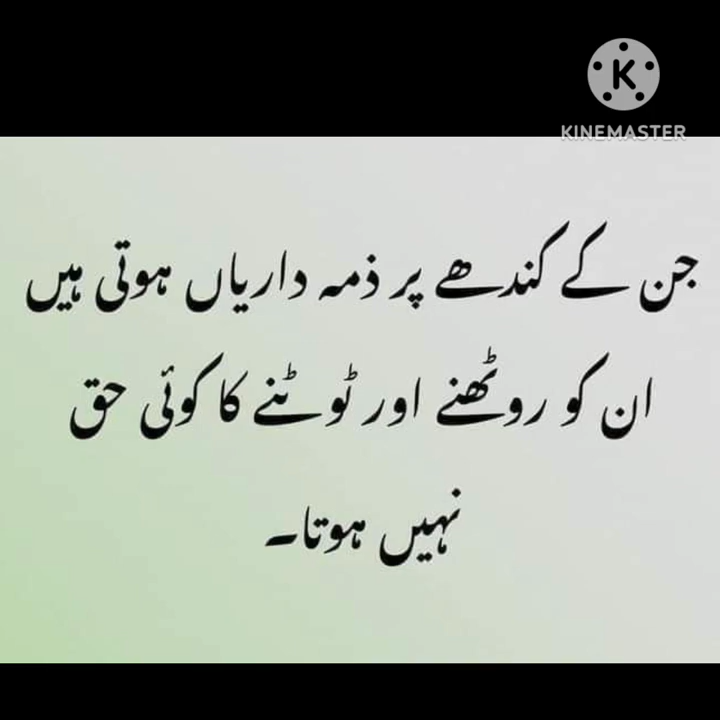 KINEMASTER
جن کے کندھے پر ذمہ داریاں ہوتی ہیں
ان کو روٹھنے اور ٹوٹنے کا کوئی حق
نہیں ہوتا۔